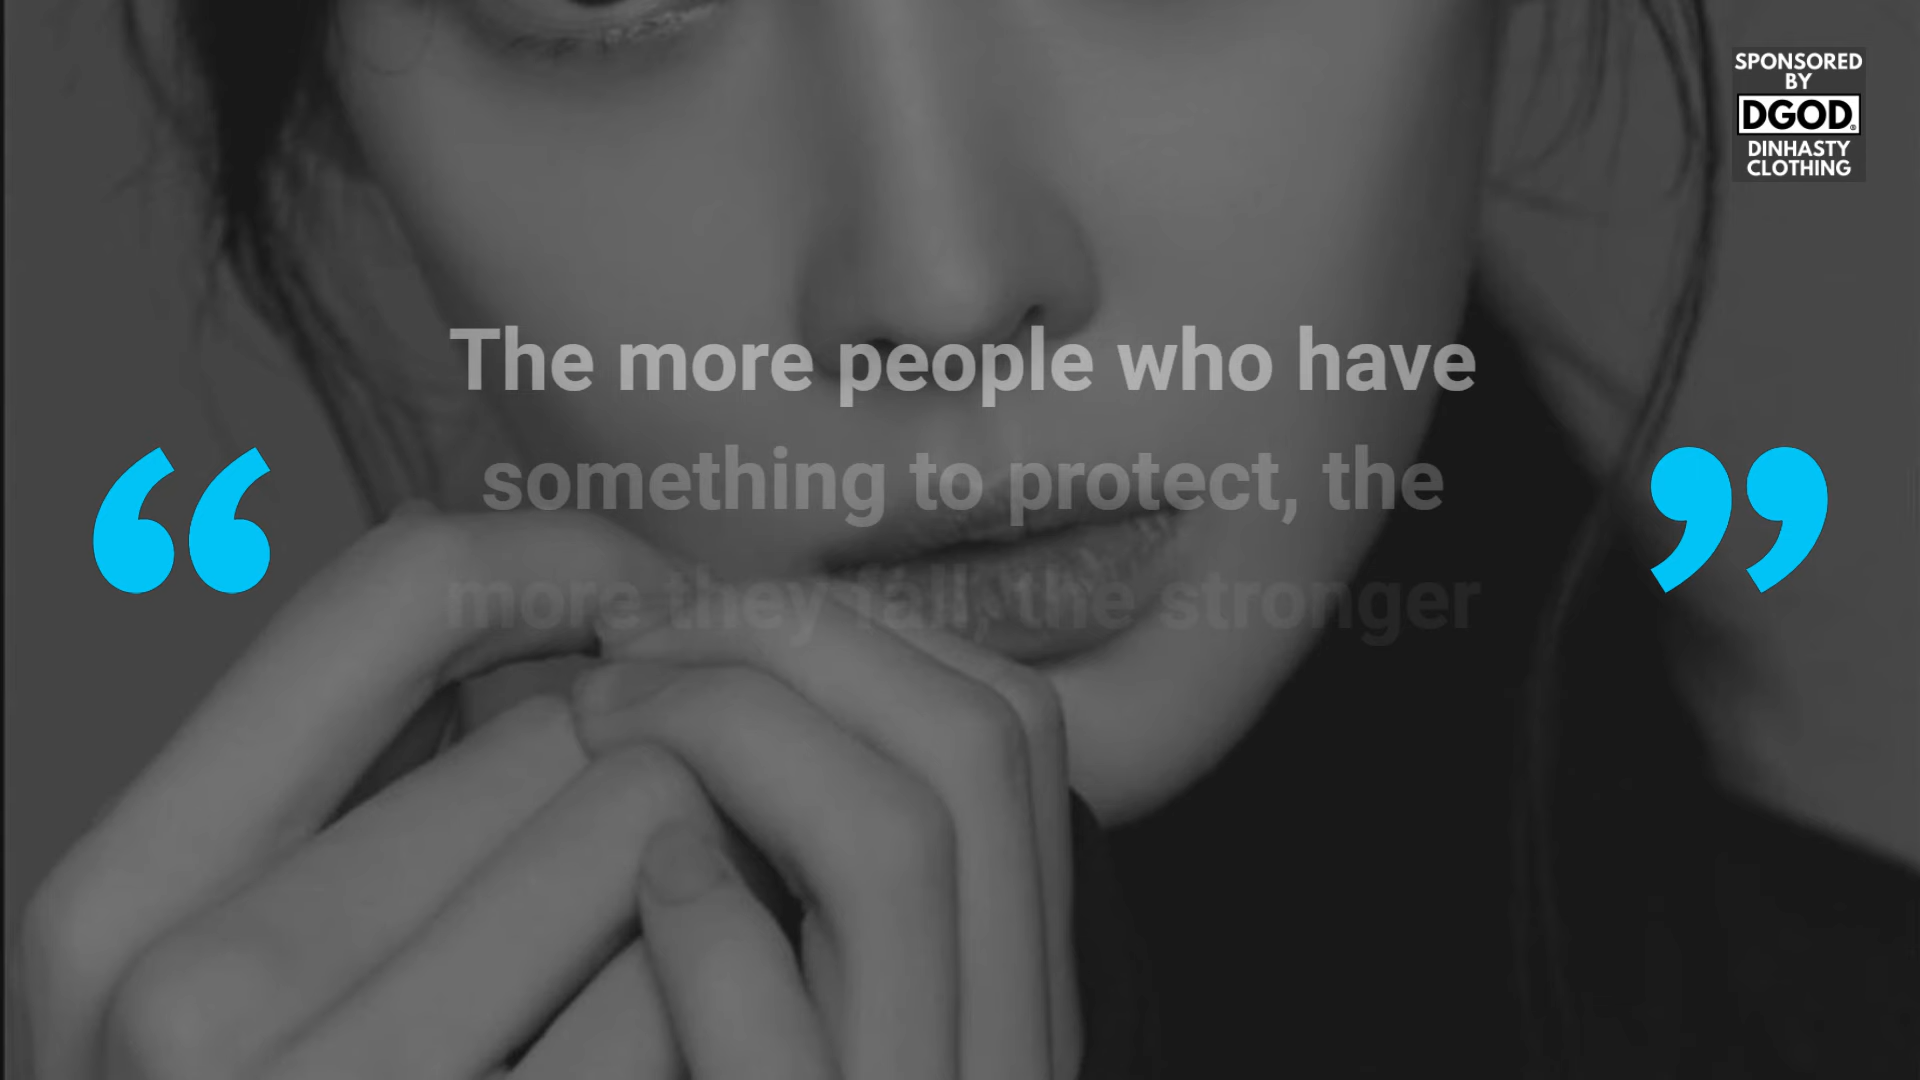 SPONSORED
BY
DGOD®
DINHASTY
CLOTHING
“
The more people who have
something to protect, the
more they fall, the stronger
”